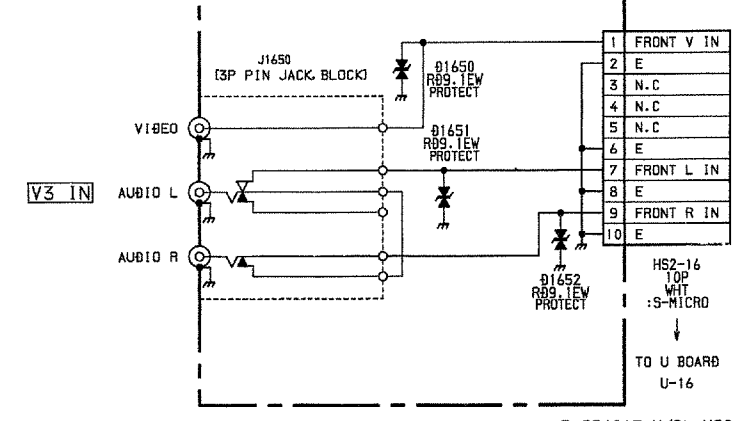 J1650
[3P PIN JACK BLOCK]
D1650
RD9.1EW
PROTECT
D1651
RD9.1EW
PROTECT
D1652
RD9.1EW
PROTECT
V3 IN
VIDEO
AUDIO L
AUDIO R
1 FRONT V IN
2 E
3 N.C
4 N.C
5 N.C
6 E
7 FRONT L IN
8 E
9 FRONT R IN
10 E
HS2-16
10P
WHT
:S-MICRO
TO U BOARD
U-16